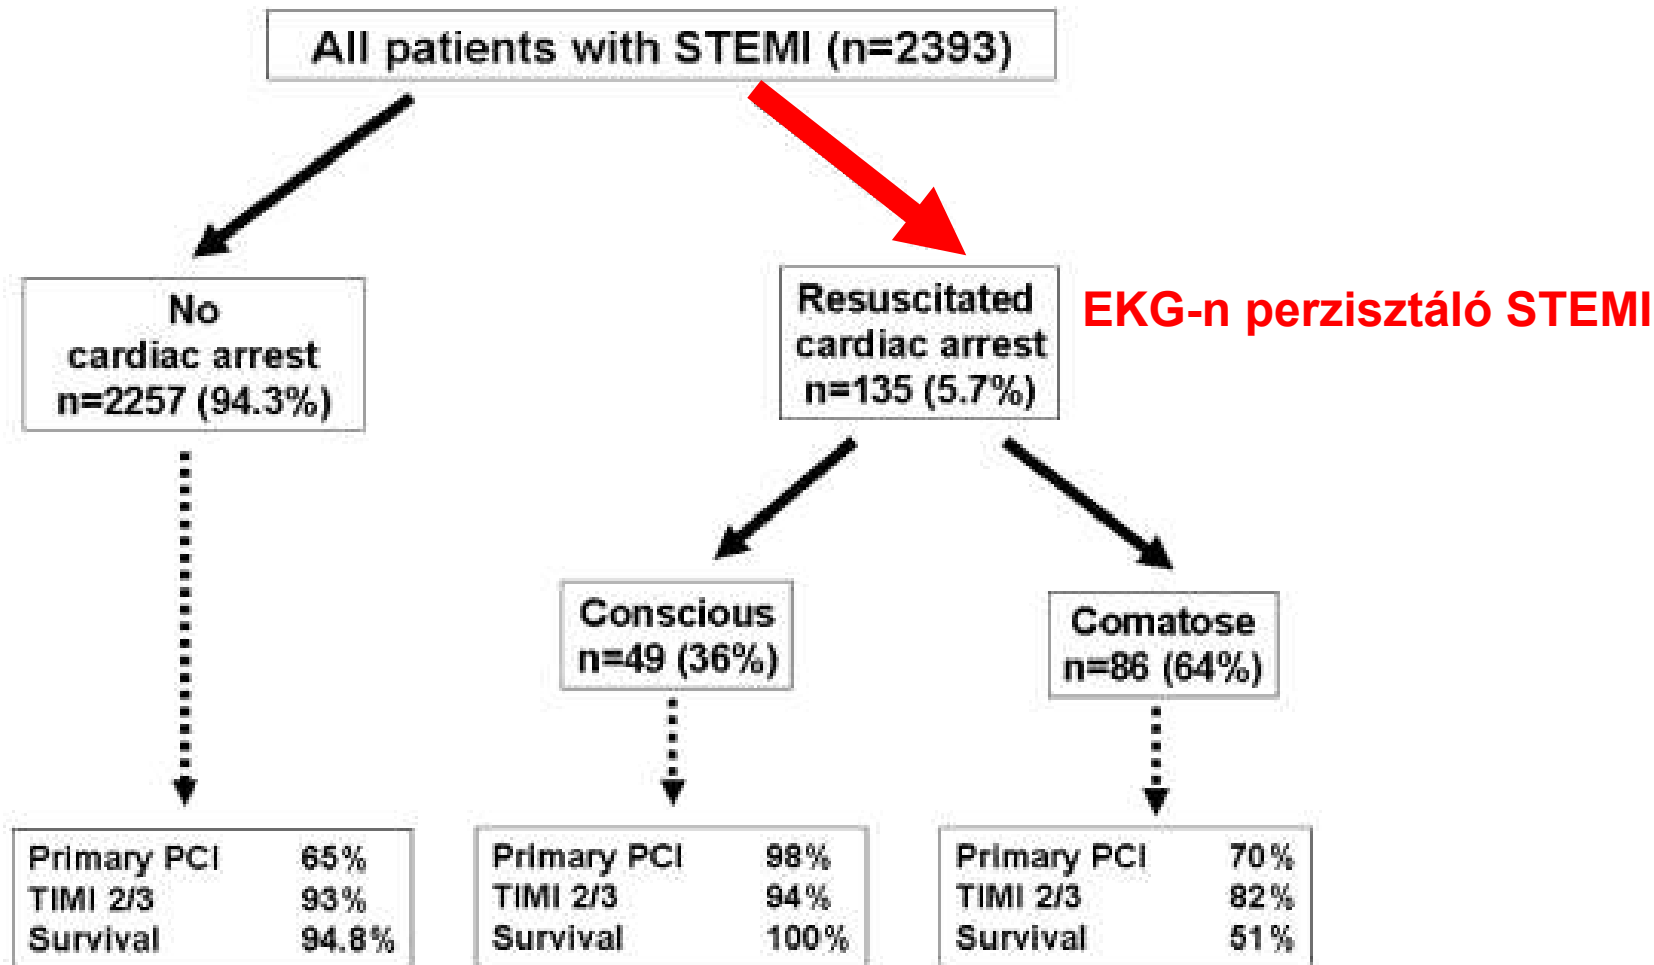 All patients with STEMI (n=2393)
No
cardiac arrest
n=2257 (94.3%)
Resuscitated
cardiac arrest
n=135 (5.7%)
EKG-n perzisztáló STEMI
Conscious
n=49 (36%)
Comatose
n=86 (64%)
Primary PCI 65%
TIMI 2/3 93%
Survival 94.8%
Primary PCI 98%
TIMI 2/3 94%
Survival 100%
Primary PCI 70%
TIMI 2/3 82%
Survival 51%